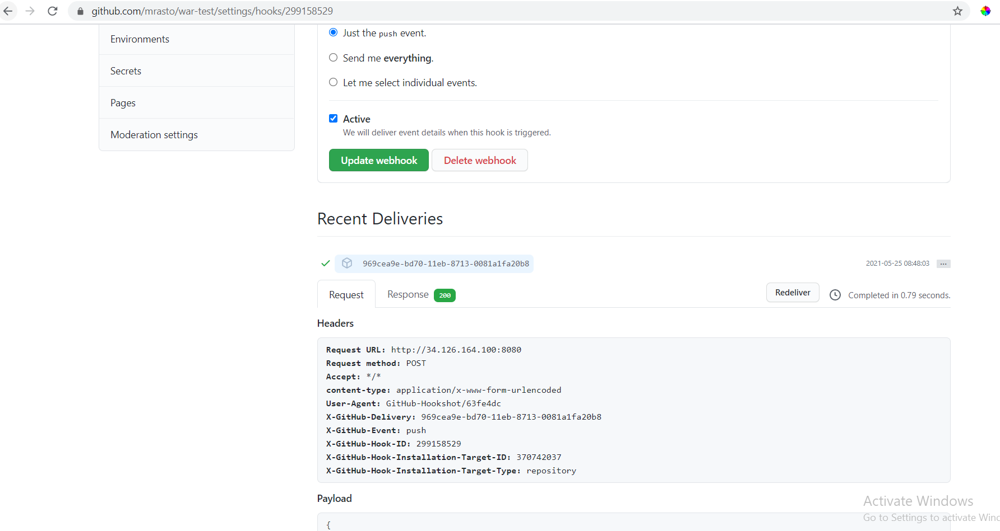 github.com/mrasto/war-test/settings/hooks/299158529
Environments
Secrets
Pages
Moderation settings
Just the push event.
Send me everything.
Let me select individual events.
Active
We will deliver event details when this hook is triggered.
Update webhook
Delete webhook
Recent Deliveries
969cea9e-bd70-11eb-8713-0081a1fa20b8
2021-05-25 08:48:03
...
Request
Response 200
Redeliver
Completed in 0.79 seconds.
Headers
Request URL: http://34.126.164.100:8080
Request method: POST
Accept: */*
content-type: application/x-www-form-urlencoded
User-Agent: GitHub-Hookshot/63fe4dc
X-GitHub-Delivery: 969cea9e-bd70-11eb-8713-0081a1fa20b8
X-GitHub-Event: push
X-GitHub-Hook-ID: 299158529
X-GitHub-Hook-Installation-Target-ID: 370742037
X-GitHub-Hook-Installation-Target-Type: repository
Payload
{
Activate Windows
Go to Settings to activate Winc